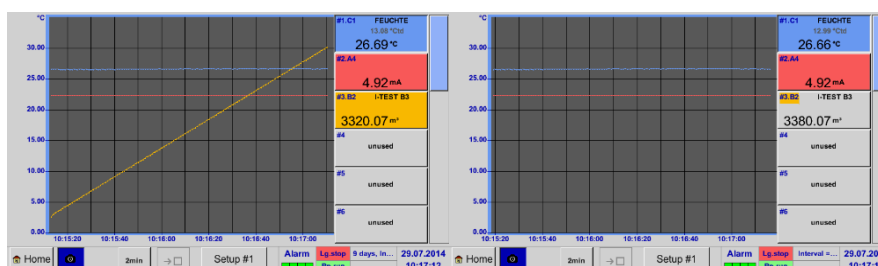 °C
30.00
25.00
20.00
15.00
10.00
5.00
0.00
10:15:20 10:15:40 10:16:00 10:16:20 10:16:40 10:17:00
#1.C1 FEUCHTE
13.08 °Ctd
26.69 °C
#2.A4
4.92 mA
#3.B2 I-TEST B3
3320.07 m³
#4
unused
#5
unused
#6
unused
Home 2min Setup #1 Alarm Lg.stop 9 days, In... 29.07.2014
10:17:12
°C
30.00
25.00
20.00
15.00
10.00
5.00
0.00
10:15:20 10:15:40 10:16:00 10:16:20 10:16:40 10:17:00
#1.C1 FEUCHTE
12.99 °Ctd
26.66 °C
#2.A4
4.92 mA
#3.B2 I-TEST B3
3380.07 m³
#4
unused
#5
unused
#6
unused
Home 2min Setup #1 Alarm Lg.stop Interval =...